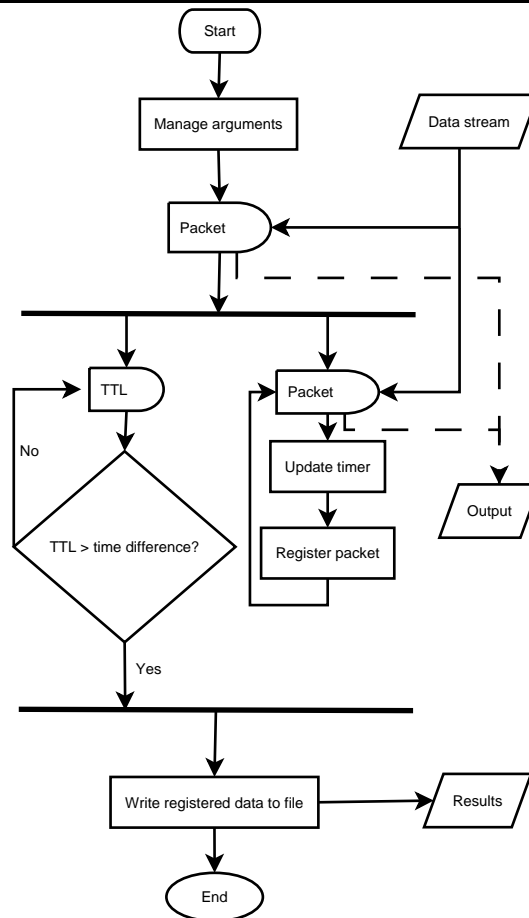 Start
Manage arguments
Data stream
Packet
TTL
Packet
No
Update timer
Output
TTL > time difference?
Register packet
Yes
Write registered data to file
Results
End